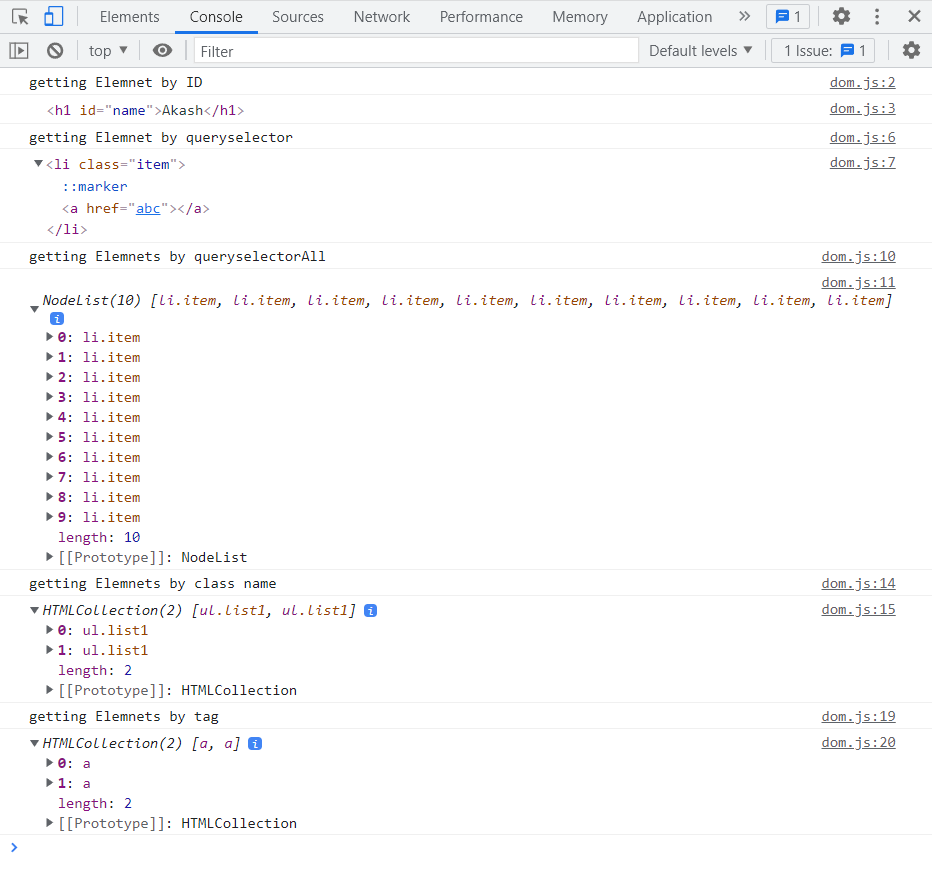 Elements Console Sources Network Performance Memory Application » 1
top Filter Default levels 1 Issue: 1
getting Elemnet by ID dom.js:2
<h1 id="name">Akash</h1> dom.js:3
getting Elemnet by queryselector dom.js:6
<li class="item"> dom.js:7
::marker
<a href="abc"></a>
</li>
getting Elemnets by queryselectorAll dom.js:10
dom.js:11
NodeList(10) [li.item, li.item, li.item, li.item, li.item, li.item, li.item, li.item, li.item, li.item]
i
0: li.item
1: li.item
2: li.item
3: li.item
4: li.item
5: li.item
6: li.item
7: li.item
8: li.item
9: li.item
length: 10
[[Prototype]]: NodeList
getting Elemnets by class name dom.js:14
HTMLCollection(2) [ul.list1, ul.list1] i dom.js:15
0: ul.list1
1: ul.list1
length: 2
[[Prototype]]: HTMLCollection
getting Elemnets by tag dom.js:19
HTMLCollection(2) [a, a] i dom.js:20
0: a
1: a
length: 2
[[Prototype]]: HTMLCollection